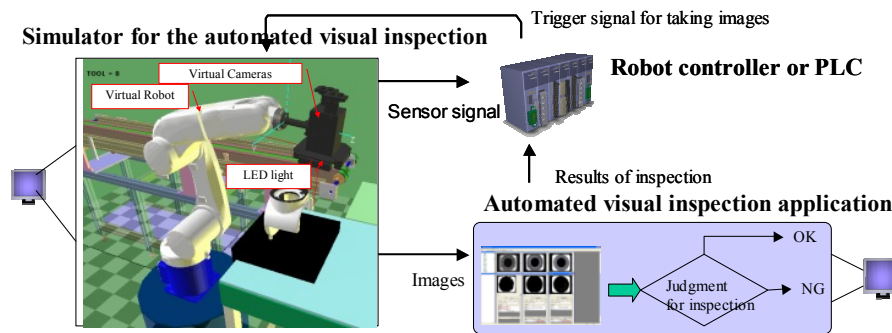 Trigger signal for taking images
Simulator for the automated visual inspection
TOOL = 8
Virtual Cameras
Virtual Robot
LED light
Sensor signal
Robot controller or PLC
Results of inspection
Automated visual inspection application
Images
Judgment
for inspection
OK
NG